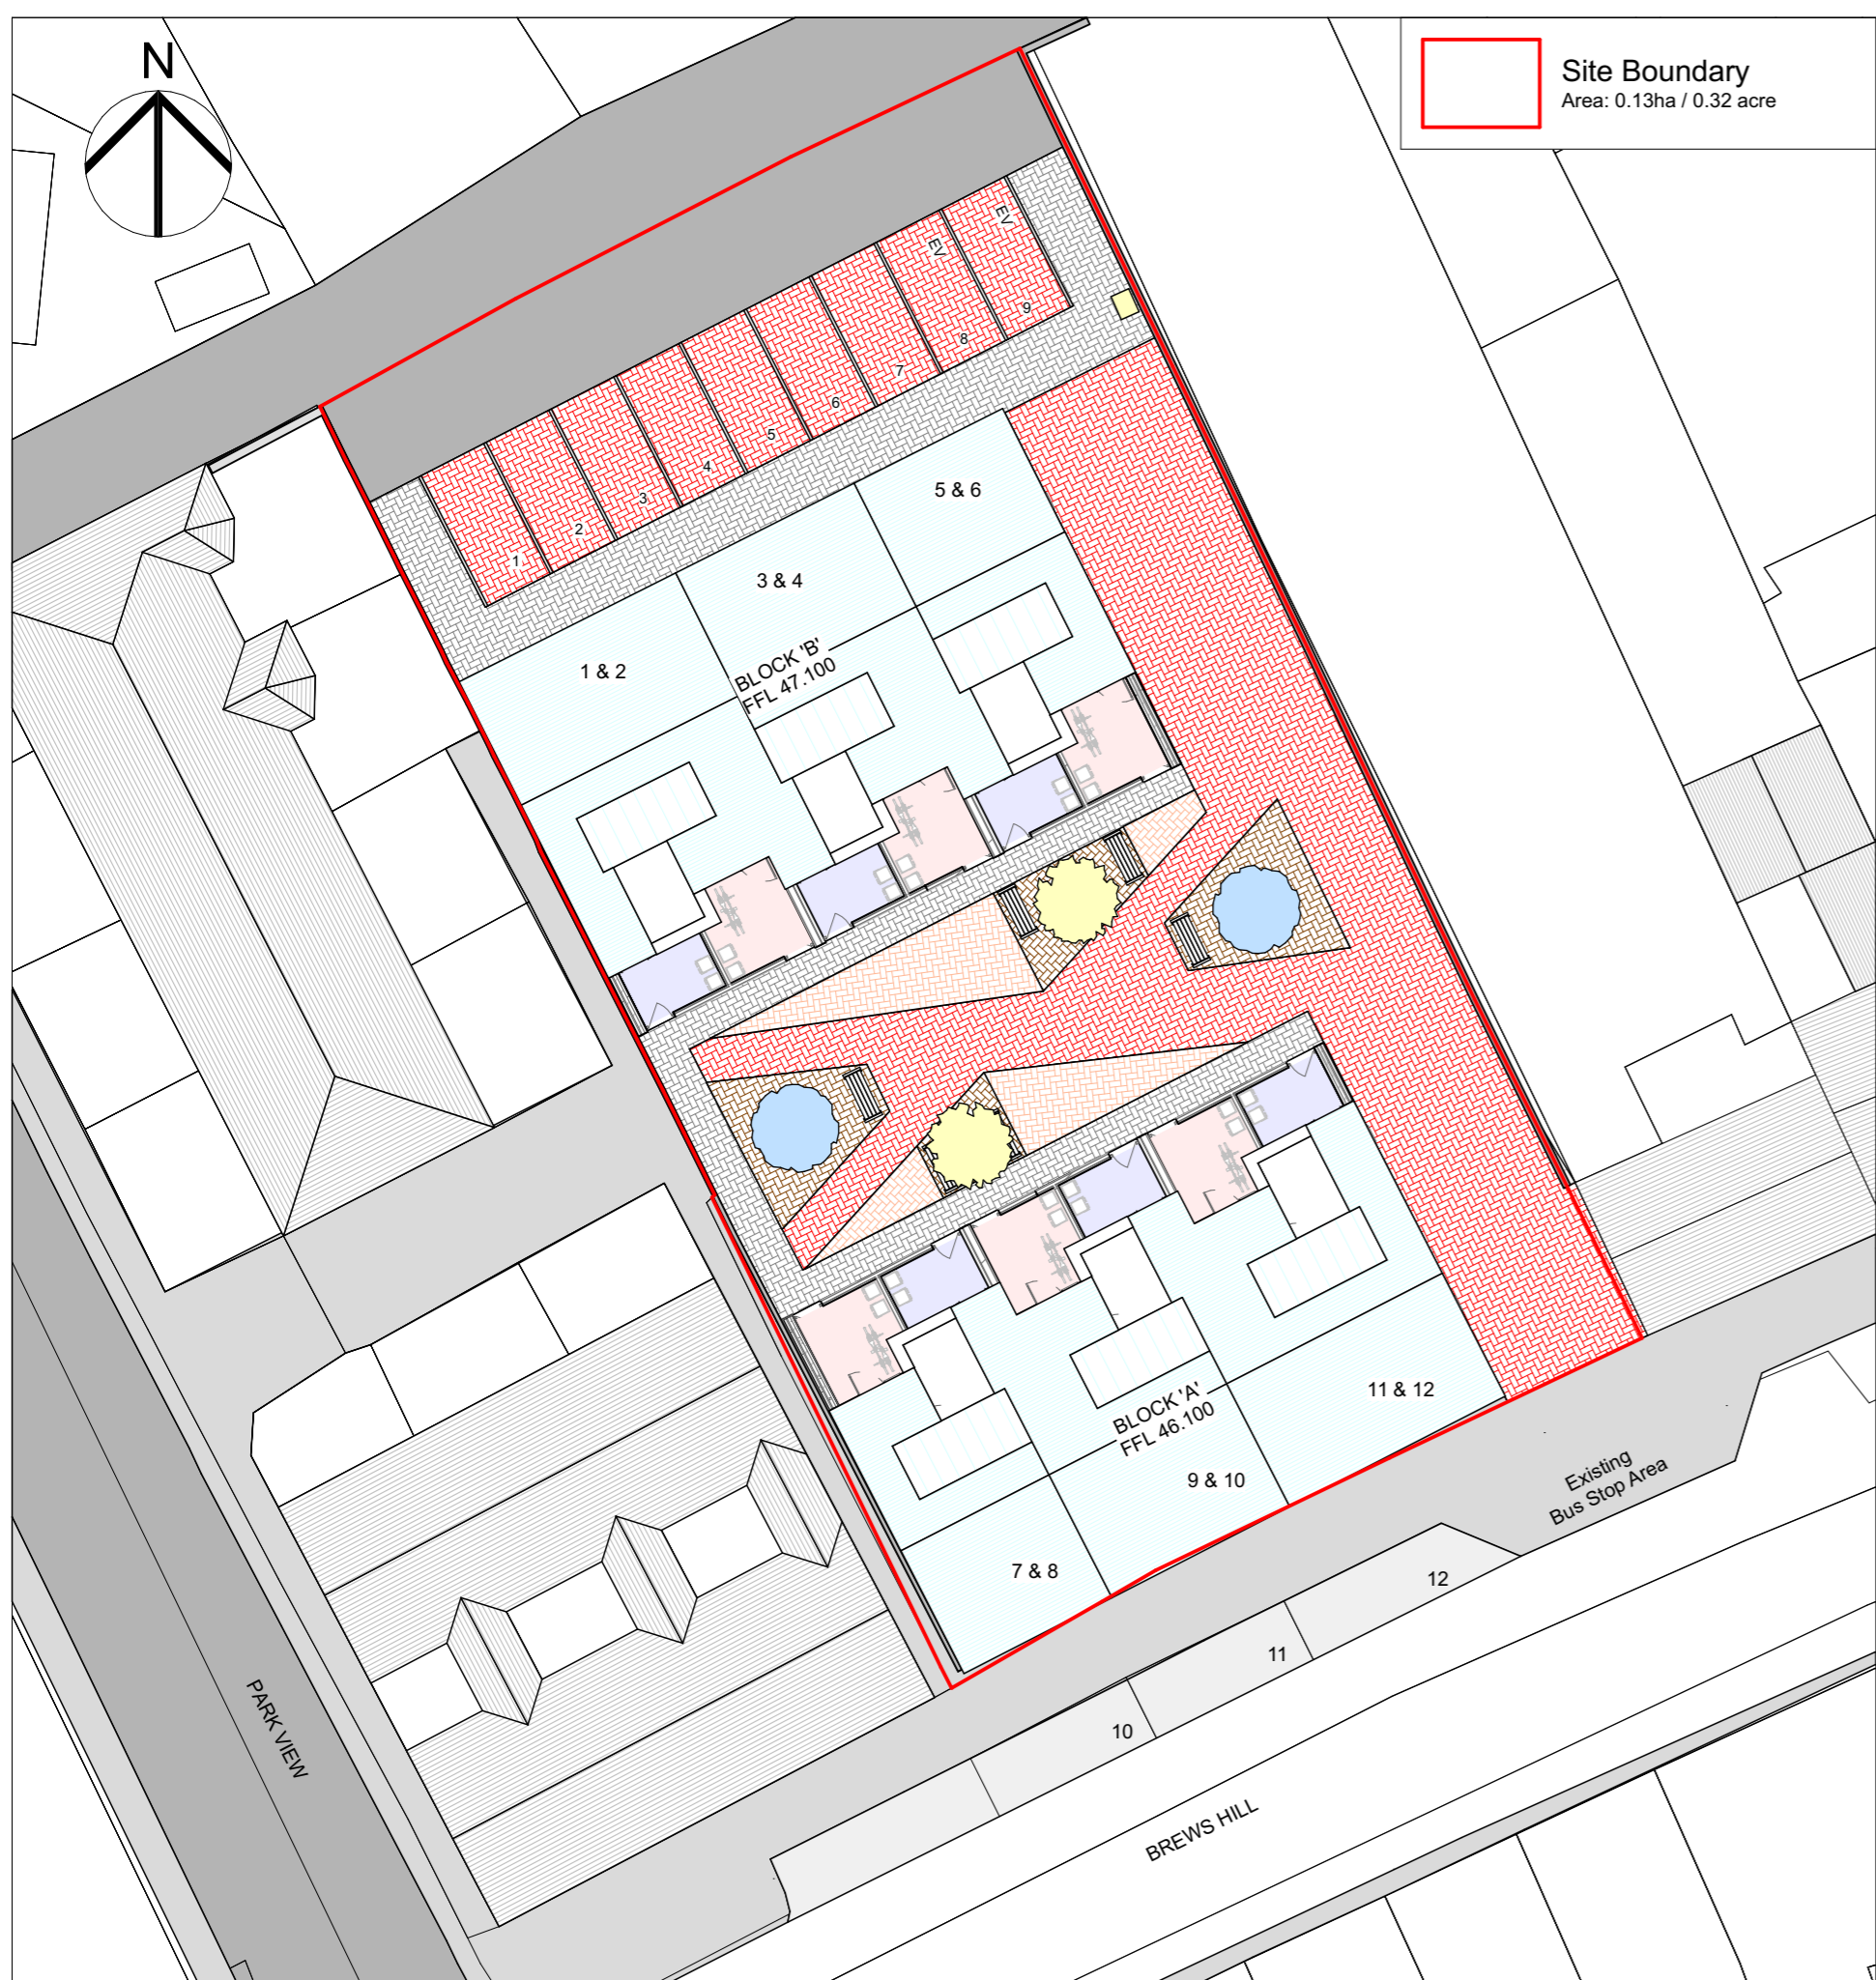 N
Site Boundary
Area: 0.13ha / 0.32 acre
EV
EV
9
8
7
6
5
4
3
2
1
5 & 6
3 & 4
1 & 2
BLOCK 'B'
FFL 47.100
BLOCK 'A'
FFL 46.100
11 & 12
9 & 10
7 & 8
Existing
Bus Stop Area
12
11
10
PARK VIEW
BREWS HILL